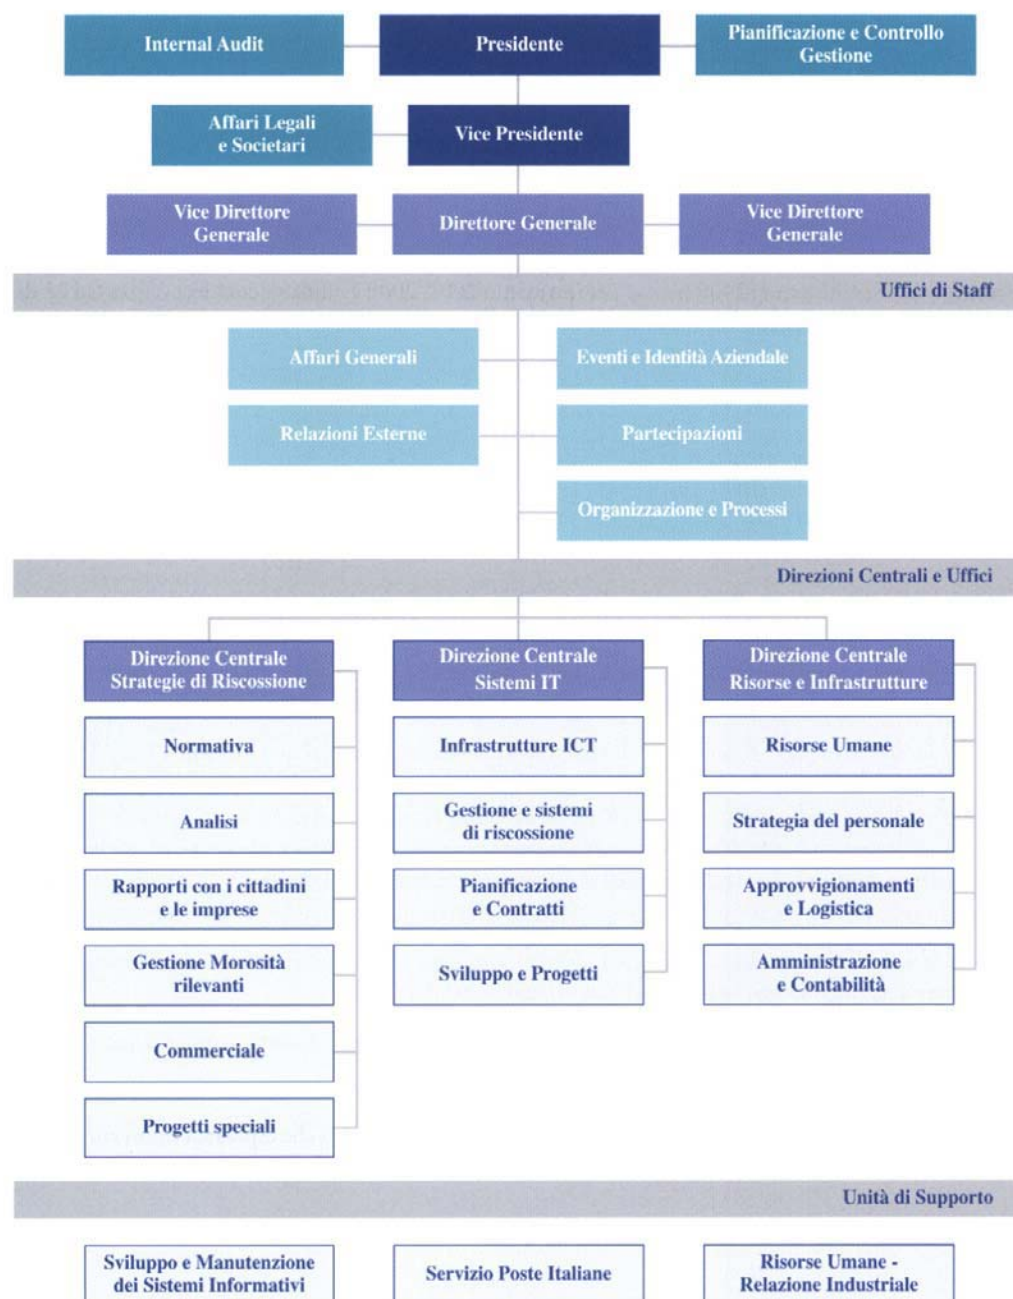 Internal Audit
Presidente
Pianificazione e Controllo
Gestione
Affari Legali
e Societari
Vice Presidente
Vice Direttore
Generale
Direttore Generale
Vice Direttore
Generale
Uffici di Staff
Affari Generali
Eventi e Identità Aziendale
Relazioni Esterne
Partecipazioni
Organizzazione e Processi
Direzioni Centrali e Uffici
Direzione Centrale
Strategie di Riscossione
Normativa
Analisi
Rapporti con i cittadini
e le imprese
Gestione Morosità
rilevanti
Commerciale
Progetti speciali
Direzione Centrale
Sistemi IT
Infrastrutture ICT
Gestione e sistemi
di riscossione
Pianificazione
e Contratti
Sviluppo e Progetti
Direzione Centrale
Risorse e Infrastrutture
Risorse Umane
Strategia del personale
Approvvigionamenti
e Logistica
Amministrazione
e Contabilità
Unità di Supporto
Sviluppo e Manutenzione
dei Sistemi Informativi
Servizio Poste Italiane
Risorse Umane -
Relazione Industriale